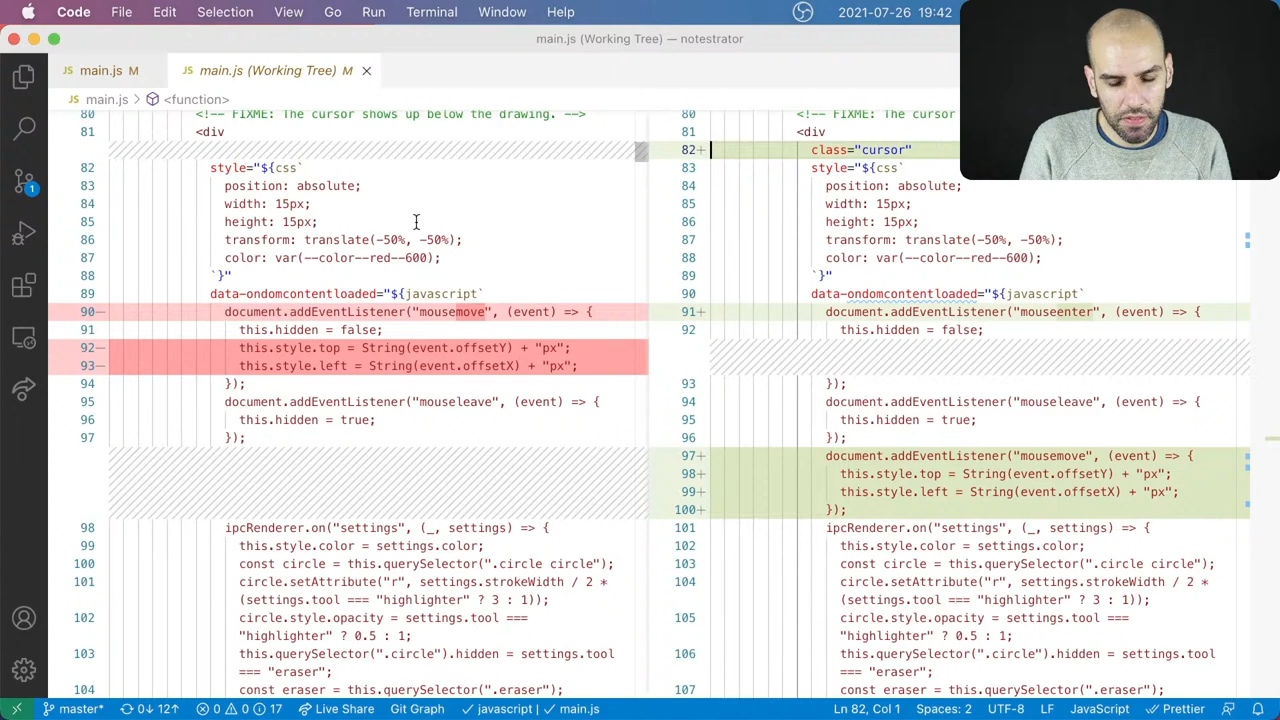 Code File Edit Selection View Go Run Terminal Window Help 2021-07-26 19:42
main.js (Working Tree) — notestrator
JS main.js M JS main.js (Working Tree) M
JS main.js > <function>
80 <!-- FIXME: The cursor shows up below the drawing. -->
81 <div
82 style="${css`
83 position: absolute;
84 width: 15px;
85 height: 15px;
86 transform: translate(-50%, -50%);
87 color: var(--color--red--600);
88 `}"
89 data-ondomcontentloaded="${javascript`
90— document.addEventListener("mousemove", (event) => {
91 this.hidden = false;
92— this.style.top = String(event.offsetY) + "px";
93— this.style.left = String(event.offsetX) + "px";
94 });
95 document.addEventListener("mouseleave", (event) => {
96 this.hidden = true;
97 });
98 ipcRenderer.on("settings", (_, settings) => {
99 this.style.color = settings.color;
100 const circle = this.querySelector(".circle circle");
101 circle.setAttribute("r", settings.strokeWidth / 2 *
(settings.tool === "highlighter" ? 3 : 1));
102 circle.style.opacity = settings.tool ===
"highlighter" ? 0.5 : 1;
103 this.querySelector(".circle").hidden = settings.tool
=== "eraser";
104 const eraser = this.querySelector(".eraser");
80 <!-- FIXME: The cursor shows up below the drawing. -->
81 <div
82+ class="cursor"
83 style="${css`
84 position: absolute;
85 width: 15px;
86 height: 15px;
87 transform: translate(-50%, -50%);
88 color: var(--color--red--600);
89 `}"
90 data-ondomcontentloaded="${javascript`
91+ document.addEventListener("mouseenter", (event) => {
92 this.hidden = false;
93 });
94 document.addEventListener("mouseleave", (event) => {
95 this.hidden = true;
96 });
97+ document.addEventListener("mousemove", (event) => {
98+ this.style.top = String(event.offsetY) + "px";
99+ this.style.left = String(event.offsetX) + "px";
100+ });
101 ipcRenderer.on("settings", (_, settings) => {
102 this.style.color = settings.color;
103 const circle = this.querySelector(".circle circle");
104 circle.setAttribute("r", settings.strokeWidth / 2 *
(settings.tool === "highlighter" ? 3 : 1));
105 circle.style.opacity = settings.tool ===
"highlighter" ? 0.5 : 1;
106 this.querySelector(".circle").hidden = settings.tool
=== "eraser";
107 const eraser = this.querySelector(".eraser");
1
master* 0↓ 12↑ 0 0 17 Live Share Git Graph javascript | main.js Ln 82, Col 1 Spaces: 2 UTF-8 LF JavaScript Prettier